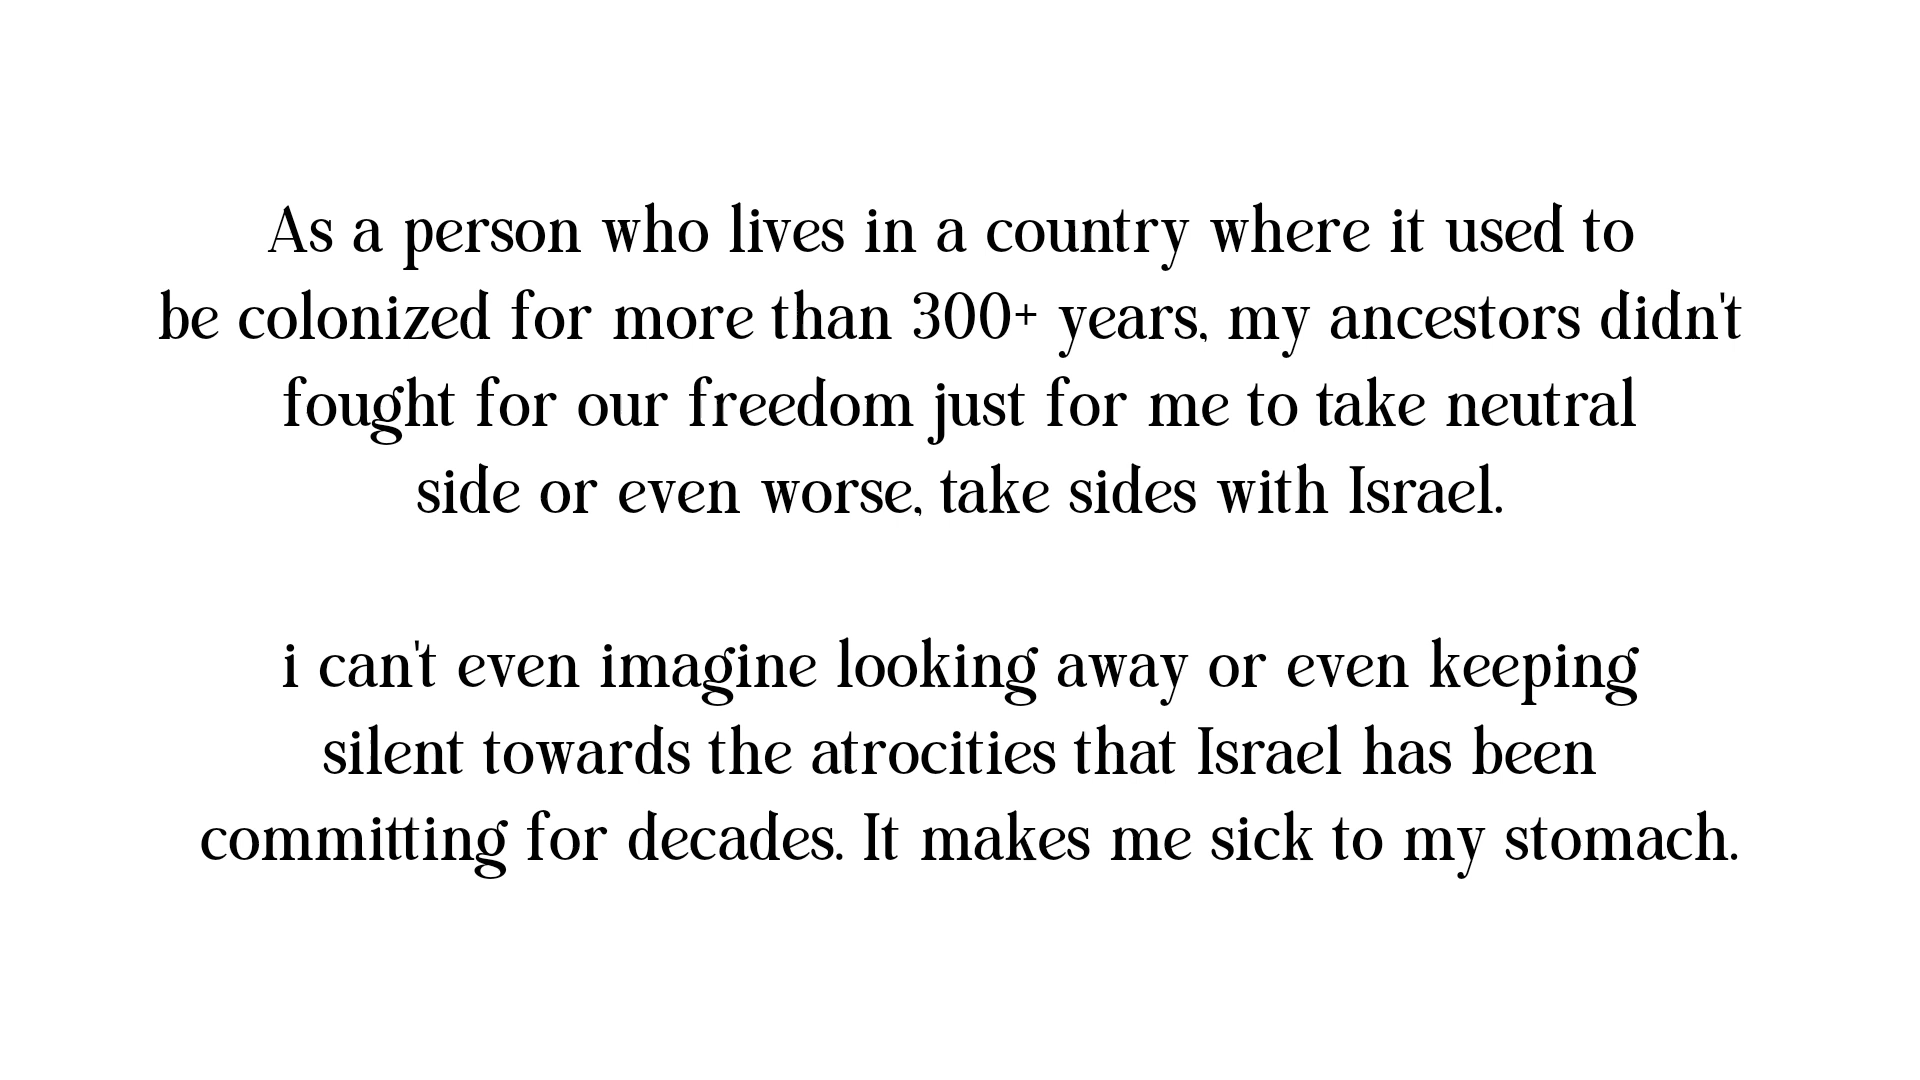 As a person who lives in a country where it used to
be colonized for more than 300+ years, my ancestors didn't
fought for our freedom just for me to take neutral
side or even worse, take sides with Israel.
i can't even imagine looking away or even keeping
silent towards the atrocities that Israel has been
committing for decades. It makes me sick to my stomach.